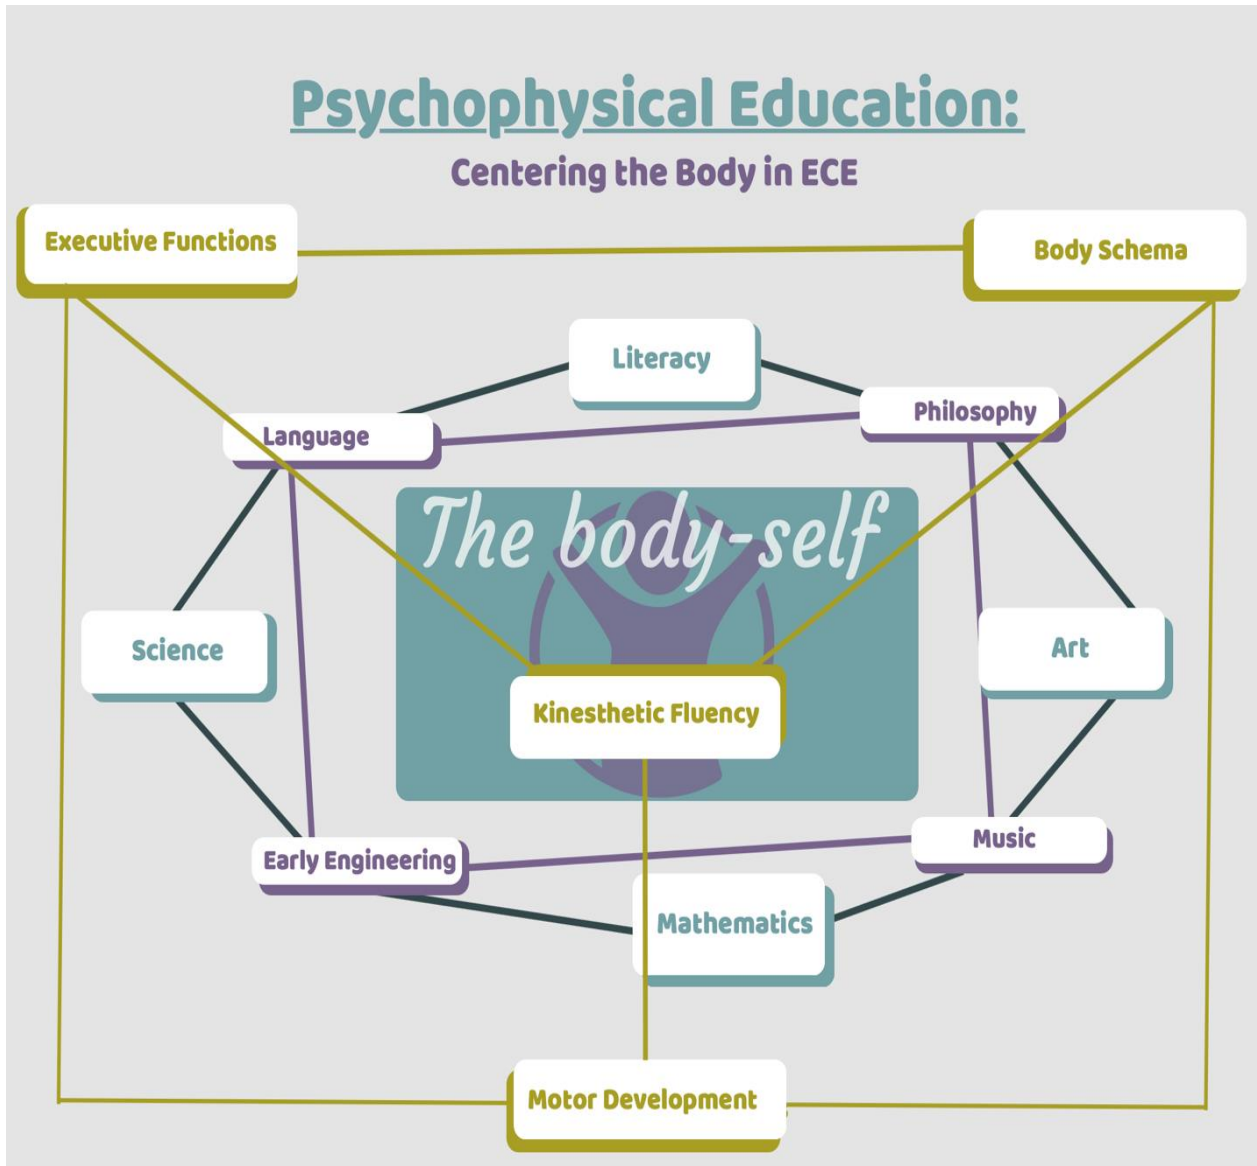 Psychophysical Education:
Centering the Body in ECE
Executive Functions
Body Schema
Literacy
Philosophy
Language
The body-self
Science
Art
Kinesthetic Fluency
Music
Early Engineering
Mathematics
Motor Development